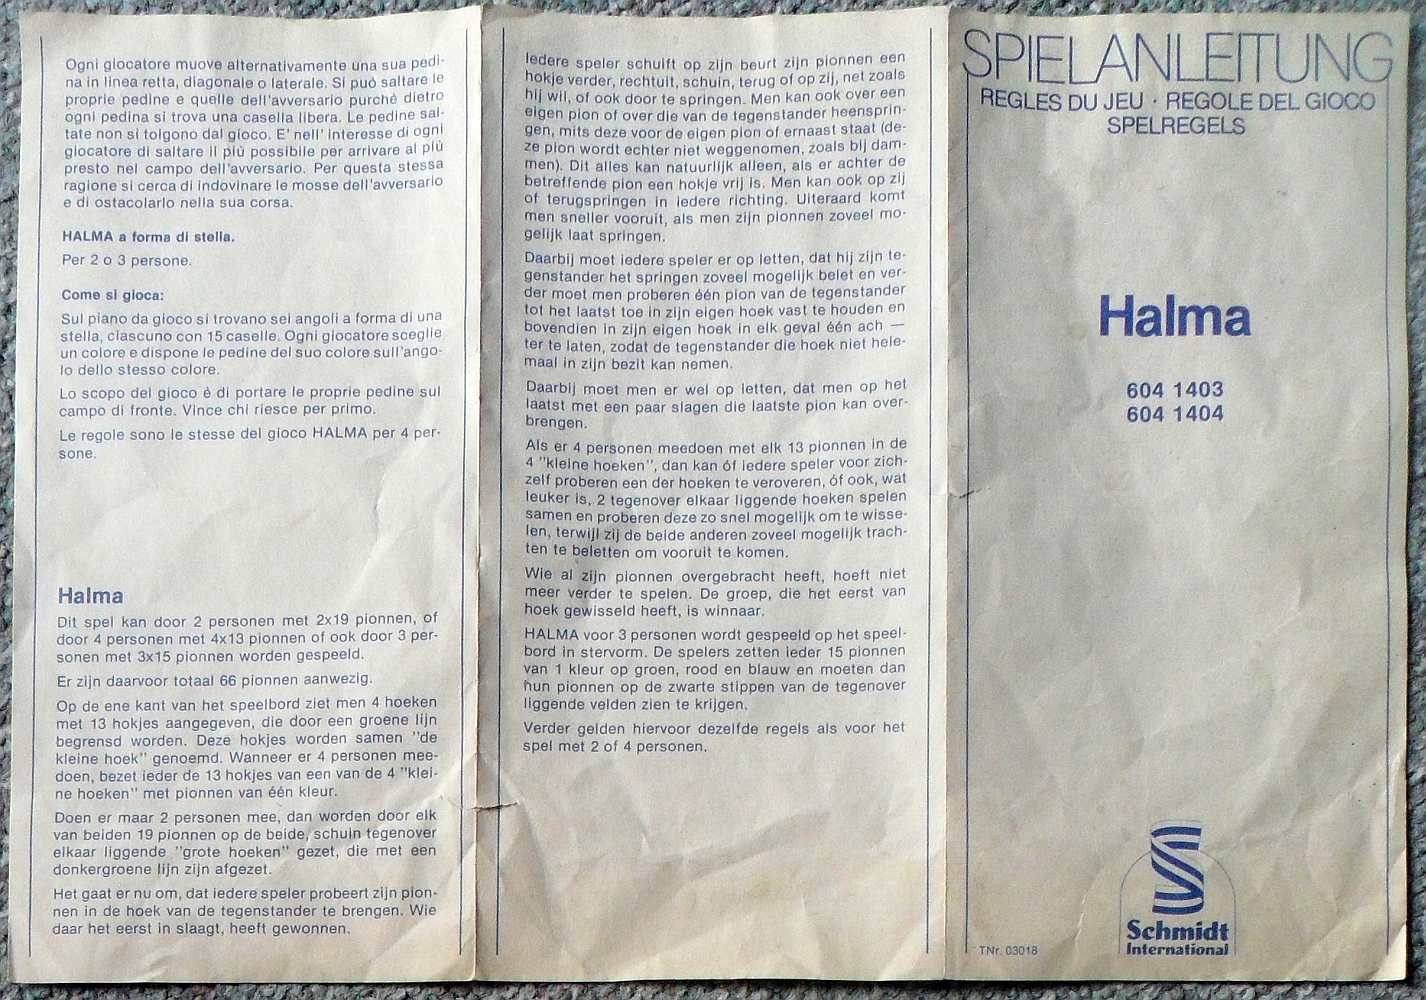 Ogni giocatore muove alternativamente una sua pedi-
na in linea retta, diagonale o laterale. Si può saltare le
proprie pedine e quelle dell'avversario purchè dietro
ogni pedina si trova una casella libera. Le pedine sal-
tate non si tolgono dal gioco. E' nell' interesse di ogni
giocatore di saltare il più possibile per arrivare al più
presto nel campo dell'avversario. Per questa stessa
ragione si cerca di indovinare le mosse dell'avversario
e di ostacolarlo nella sua corsa.
HALMA a forma di stella.
Per 2 o 3 persone.
Come si gioca:
Sul piano da gioco si trovano sei angoli a forma di una
stella, ciascuno con 15 caselle. Ogni giocatore sceglie
un colore e dispone le pedine del suo colore sull'ango-
lo dello stesso colore.
Lo scopo del gioco è di portare le proprie pedine sul
campo di fronte. Vince chi riesce per primo.
Le regole sono le stesse del gioco HALMA per 4 per-
sone.
Halma
Dit spel kan door 2 personen met 2x19 pionnen, of
door 4 personen met 4x13 pionnen of ook door 3 per-
sonen met 3x15 pionnen worden gespeeld.
Er zijn daarvoor totaal 66 pionnen aanwezig.
Op de ene kant van het speelbord ziet men 4 hoeken
met 13 hokjes aangegeven, die door een groene lijn
begrensd worden. Deze hokjes worden samen "de
kleine hoek" genoemd. Wanneer er 4 personen mee-
doen, bezet ieder de 13 hokjes van een van de 4 "klei-
ne hoeken" met pionnen van één kleur.
Doen er maar 2 personen mee, dan worden door elk
van beiden 19 pionnen op de beide, schuin tegenover
elkaar liggende "grote hoeken" gezet, die met een
donkergroene lijn zijn afgezet.
Het gaat er nu om, dat iedere speler probeert zijn pion-
nen in de hoek van de tegenstander te brengen. Wie
daar het eerst in slaagt, heeft gewonnen.
Iedere speler schuift op zijn beurt zijn pionnen een
hokje verder, rechtuit, schuin, terug of op zij, net zoals
hij wil, of ook door te springen. Men kan ook over een
eigen pion of over die van de tegenstander heensprin-
gen, mits deze voor de eigen pion of ernaast staat (de-
ze pion wordt echter niet weggenomen, zoals bij dam-
men). Dit alles kan natuurlijk alleen, als er achter de
betreffende pion een hokje vrij is. Men kan ook op zij
of terugspringen in iedere richting. Uiteraard komt
men sneller vooruit, als men zijn pionnen zoveel mo-
gelijk laat springen.
Daarbij moet iedere speler er op letten, dat hij zijn te-
genstander het springen zoveel mogelijk belet en ver-
der moet men proberen één pion van de tegenstander
tot het laatst toe in zijn eigen hoek vast te houden en
bovendien in zijn eigen hoek in elk geval één ach —
ter te laten, zodat de tegenstander die hoek niet hele-
maal in zijn bezit kan nemen.
Daarbij moet men er wel op letten, dat men op het
laatst met een paar slagen die laatste pion kan over-
brengen.
Als er 4 personen meedoen met elk 13 pionnen in de
4 "kleine hoeken", dan kan óf iedere speler voor zich-
zelf proberen een der hoeken te veroveren, óf ook, wat
leuker is, 2 tegenover elkaar liggende hoeken spelen
samen en proberen deze zo snel mogelijk om te wisse-
len, terwijl zij de beide anderen zoveel mogelijk trach-
ten te beletten om vooruit te komen.
Wie al zijn pionnen overgebracht heeft, hoeft niet
meer verder te spelen. De groep, die het eerst van
hoek gewisseld heeft, is winnaar.
HALMA voor 3 personen wordt gespeeld op het speel-
bord in stervorm. De spelers zetten ieder 15 pionnen
van 1 kleur op groen, rood en blauw en moeten dan
hun pionnen op de zwarte stippen van de tegenover
liggende velden zien te krijgen.
Verder gelden hiervoor dezelfde regels als voor het
spel met 2 of 4 personen.
SPIELANLEITUNG
REGLES DU JEU · REGOLE DEL GIOCO
SPELREGELS
Halma
604 1403
604 1404
Schmidt
International
TNr. 03018